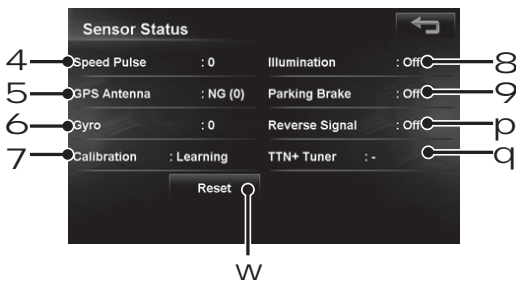 Sensor Status
4 Speed Pulse : 0 Illumination : Off 8
5 GPS Antenna : NG (0) Parking Brake : Off 9
6 Gyro : 0 Reverse Signal : Off p
7 Calibration : Learning TTN+ Tuner : - q
Reset
w